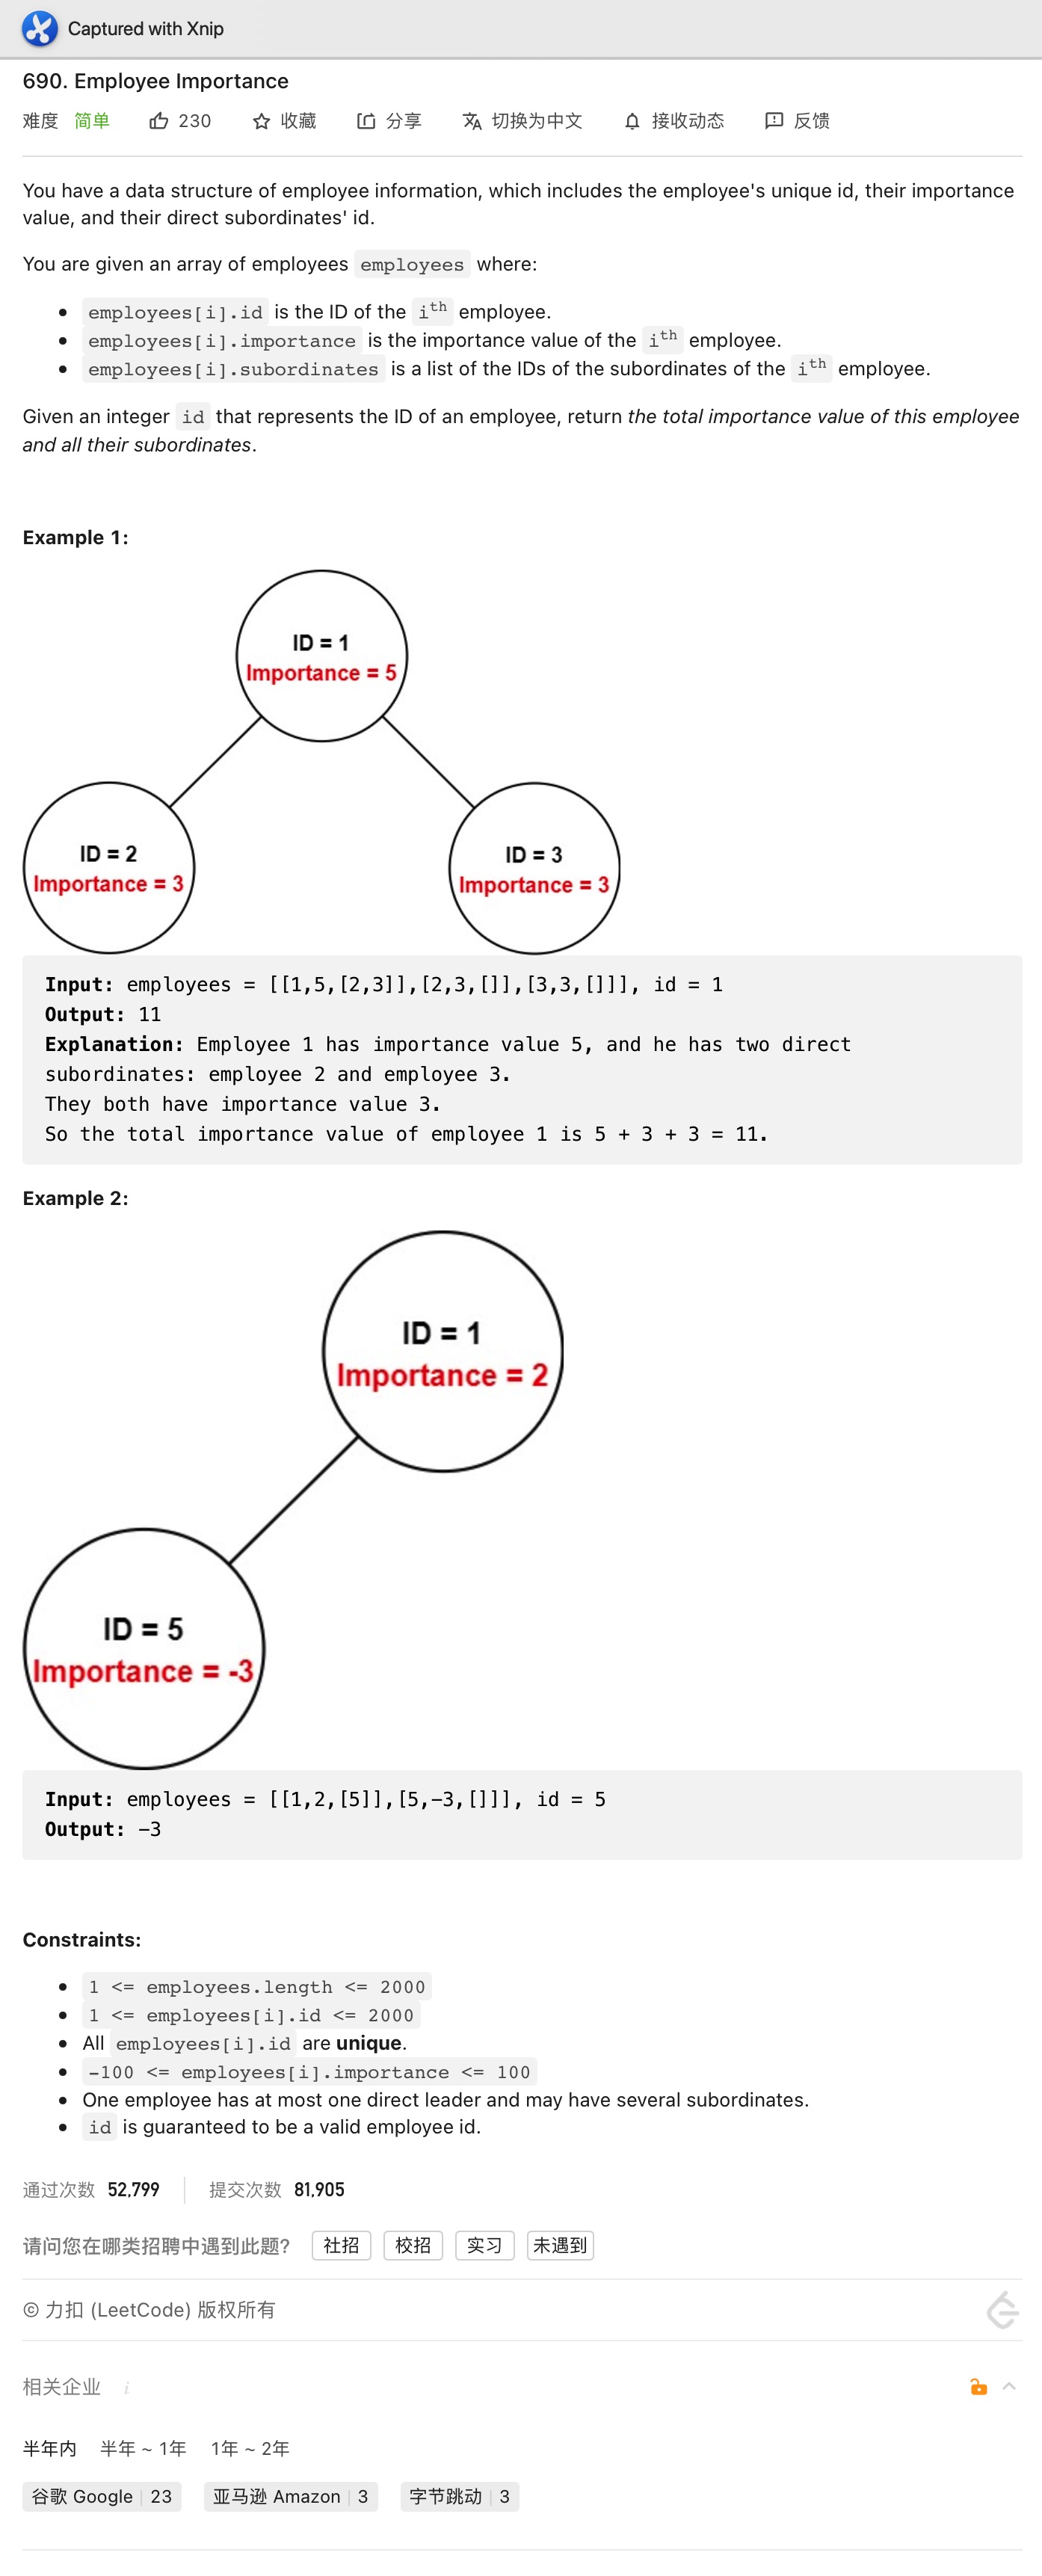 Captured with Xnip
690. Employee Importance
难度 简单 230 收藏 分享 切换为中文 接收动态 反馈
You have a data structure of employee information, which includes the employee's unique id, their importance
value, and their direct subordinates' id.
You are given an array of employees employees where:
• employees[i].id is the ID of the ith employee.
• employees[i].importance is the importance value of the ith employee.
• employees[i].subordinates is a list of the IDs of the subordinates of the ith employee.
Given an integer id that represents the ID of an employee, return the total importance value of this employee
and all their subordinates.
Example 1:
ID = 1
Importance = 5
ID = 2
Importance = 3
ID = 3
Importance = 3
Input: employees = [[1,5,[2,3]],[2,3,[]],[3,3,[]]], id = 1
Output: 11
Explanation: Employee 1 has importance value 5, and he has two direct
subordinates: employee 2 and employee 3.
They both have importance value 3.
So the total importance value of employee 1 is 5 + 3 + 3 = 11.
Example 2:
ID = 1
Importance = 2
ID = 5
Importance = -3
Input: employees = [[1,2,[5]],[5,-3,[]]], id = 5
Output: -3
Constraints:
• 1 <= employees.length <= 2000
• 1 <= employees[i].id <= 2000
• All employees[i].id are unique.
• -100 <= employees[i].importance <= 100
• One employee has at most one direct leader and may have several subordinates.
• id is guaranteed to be a valid employee id.
通过次数 52,799 提交次数 81,905
请问您在哪类招聘中遇到此题? 社招 校招 实习 未遇到
© 力扣 (LeetCode) 版权所有
相关企业 i
半年内 半年 ~ 1年 1年 ~ 2年
谷歌 Google | 23 亚马逊 Amazon | 3 字节跳动 | 3